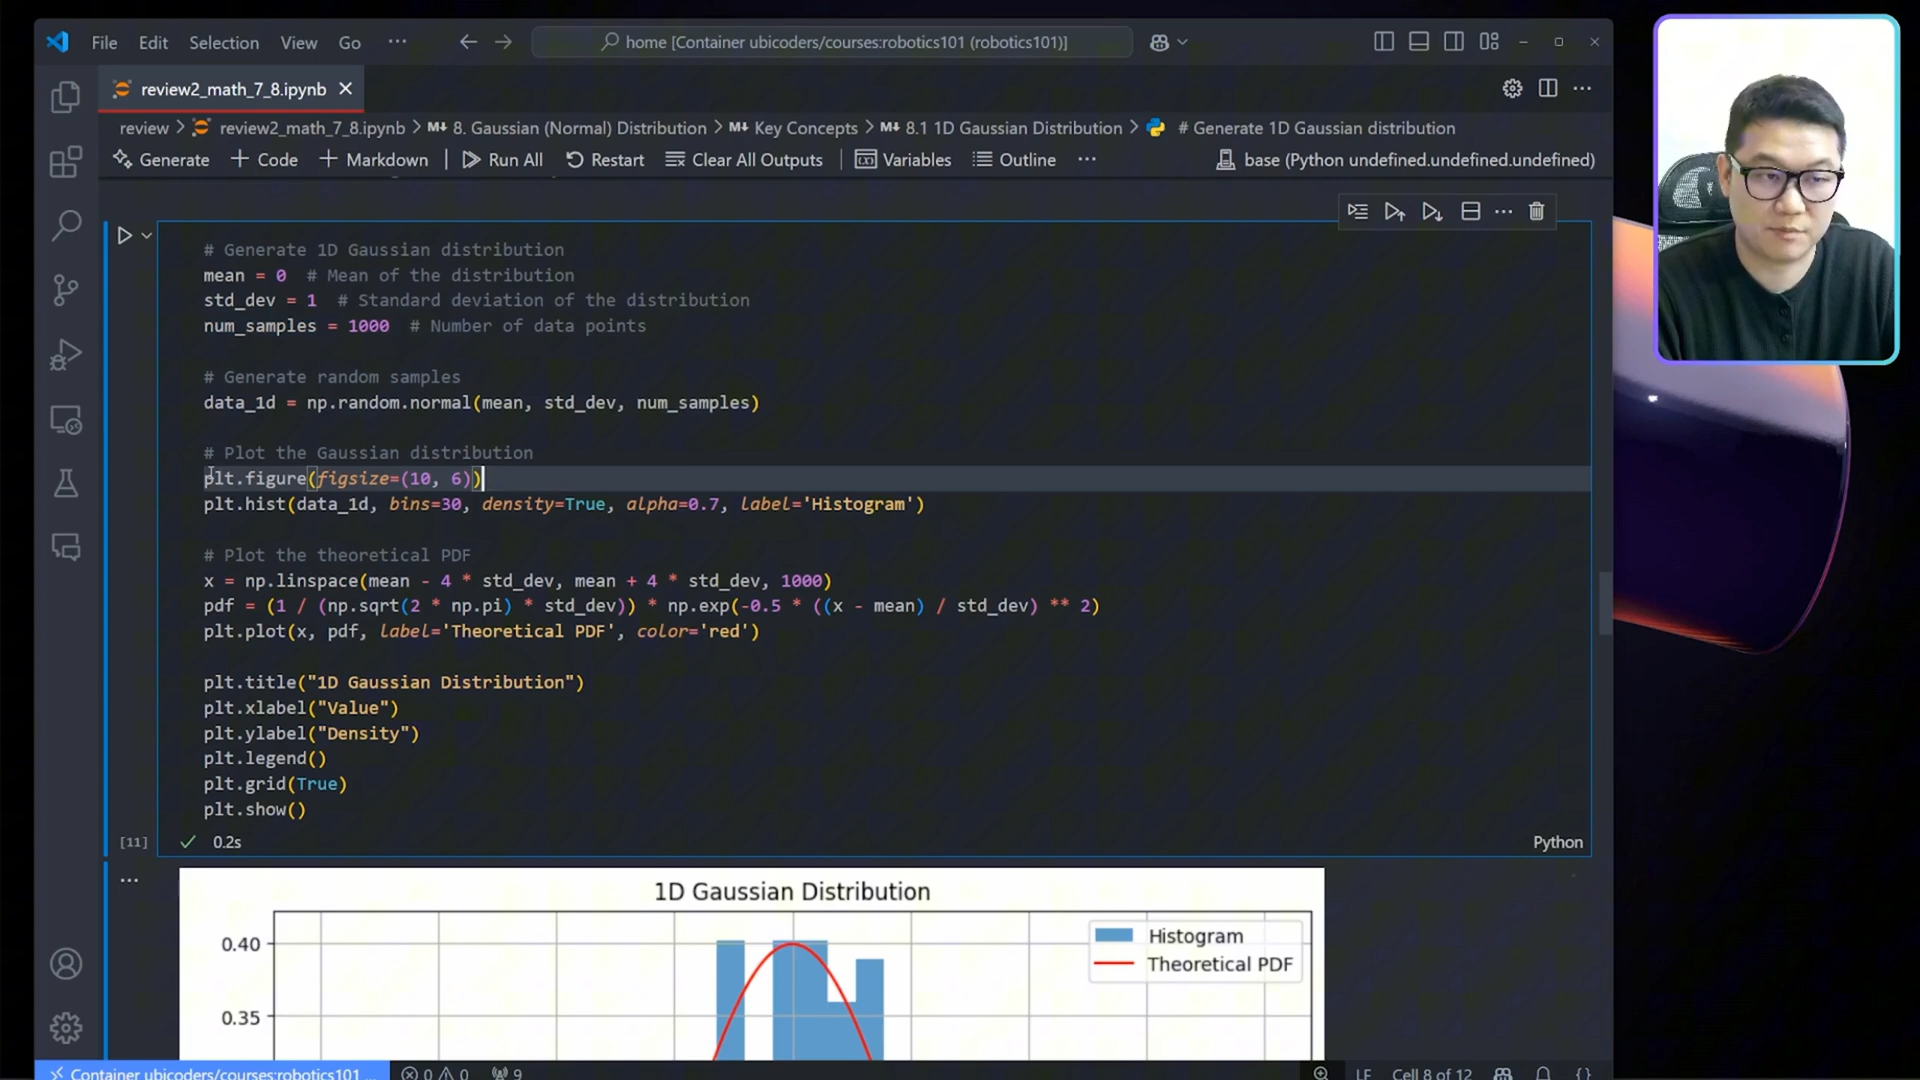 File Edit Selection View Go ... home [Container ubicoders/courses:robotics101 (robotics101)]
review2_math_7_8.ipynb
review > review2_math_7_8.ipynb > M↓ 8. Gaussian (Normal) Distribution > M↓ Key Concepts > M↓ 8.1 1D Gaussian Distribution > # Generate 1D Gaussian distribution
Generate + Code + Markdown | Run All Restart Clear All Outputs | Variables Outline ... base (Python undefined.undefined.undefined)
# Generate 1D Gaussian distribution
mean = 0 # Mean of the distribution
std_dev = 1 # Standard deviation of the distribution
num_samples = 1000 # Number of data points
# Generate random samples
data_1d = np.random.normal(mean, std_dev, num_samples)
# Plot the Gaussian distribution
plt.figure(figsize=(10, 6))
plt.hist(data_1d, bins=30, density=True, alpha=0.7, label='Histogram')
# Plot the theoretical PDF
x = np.linspace(mean - 4 * std_dev, mean + 4 * std_dev, 1000)
pdf = (1 / (np.sqrt(2 * np.pi) * std_dev)) * np.exp(-0.5 * ((x - mean) / std_dev) ** 2)
plt.plot(x, pdf, label='Theoretical PDF', color='red')
plt.title("1D Gaussian Distribution")
plt.xlabel("Value")
plt.ylabel("Density")
plt.legend()
plt.grid(True)
plt.show()
[11] ✓ 0.2s Python
1D Gaussian Distribution
0.40
Histogram
Theoretical PDF
0.35
Container ubicoders/courses:robotics101 ... 0 0 9 LF Cell 8 of 12 {}